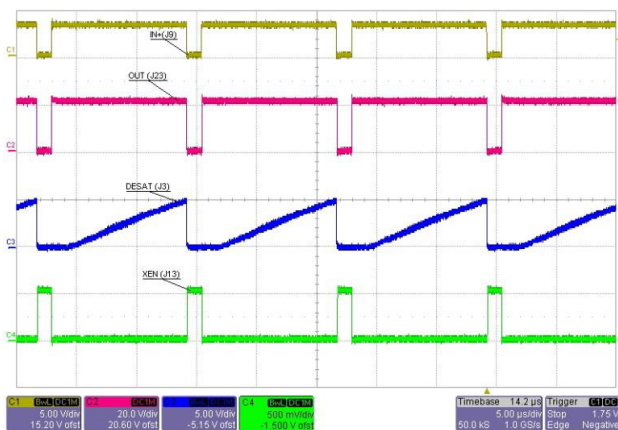 IN+(J9)
C1
OUT (J23)
C2
DESAT (J3)
C3
XEN (J13)
C4
C1 BwL DC1M
5.00 V/div
15.20 V ofst
C2 BwL DC1M
20.0 V/div
20.60 V ofst
BwL DC1M
5.00 V/div
-5.15 V ofst
C4 BwL DC1M
500 mV/div
-1.500 V ofst
Timebase 14.2 µs
5.00 µs/div
50.0 kS 1.0 GS/s
Trigger C1 DC
Stop 1.75 V
Edge Negative